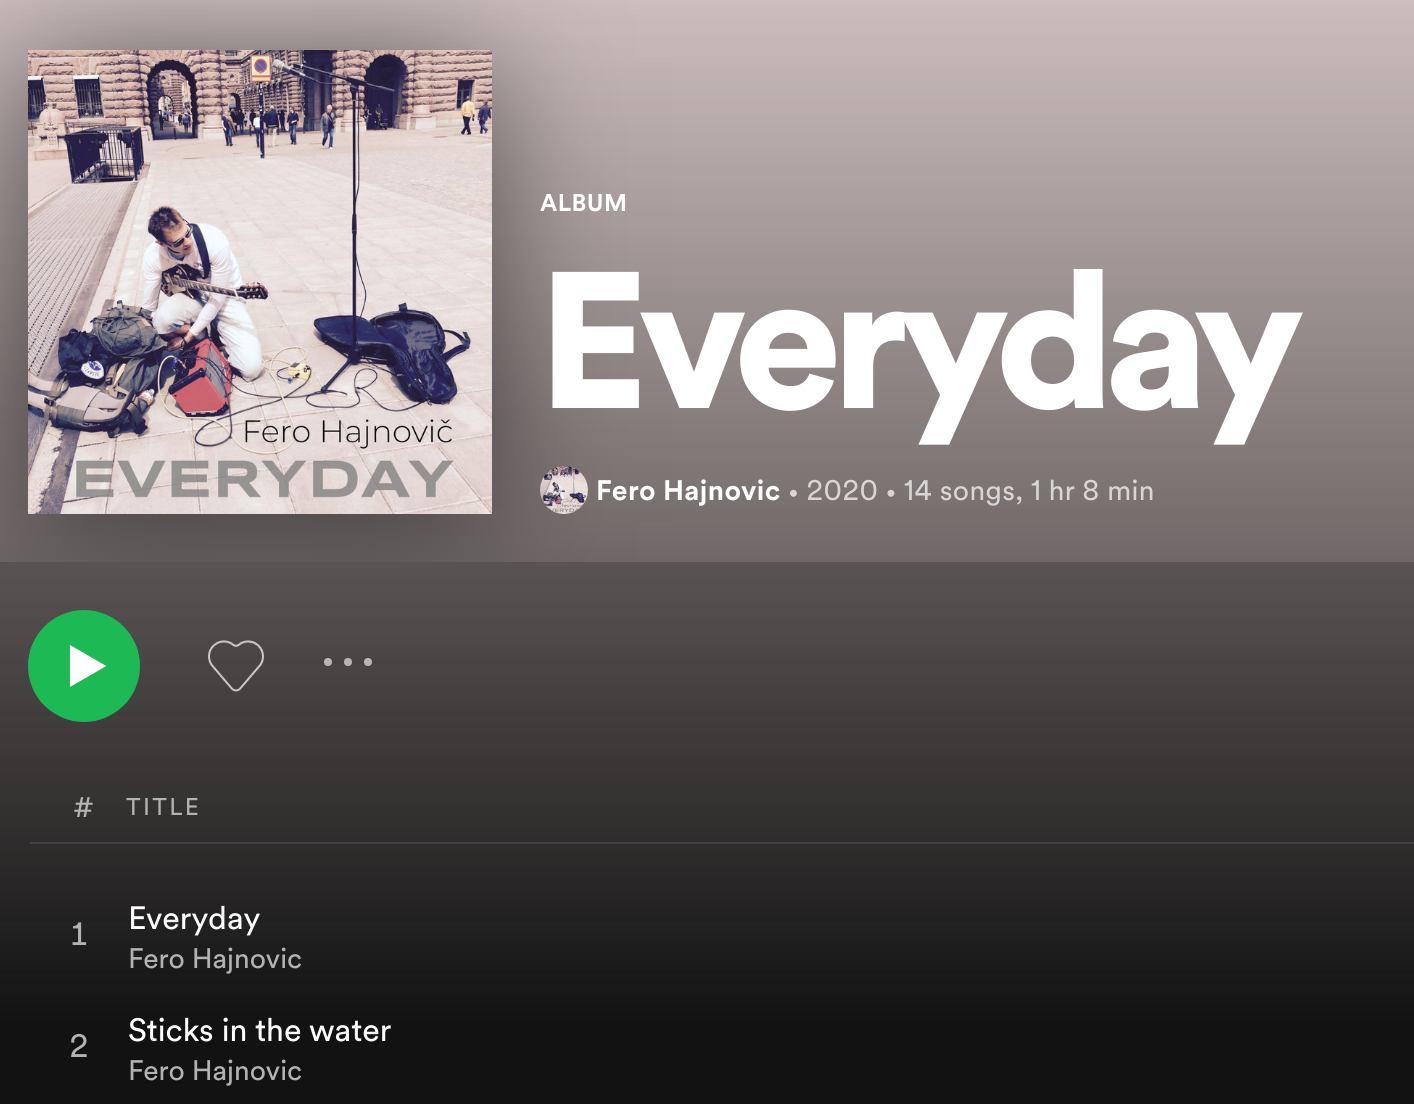 Fero Hajnovič
EVERYDAY
ALBUM
Everyday
Fero Hajnovic • 2020 • 14 songs, 1 hr 8 min
# TITLE
1 Everyday
Fero Hajnovic
2 Sticks in the water
Fero Hajnovic